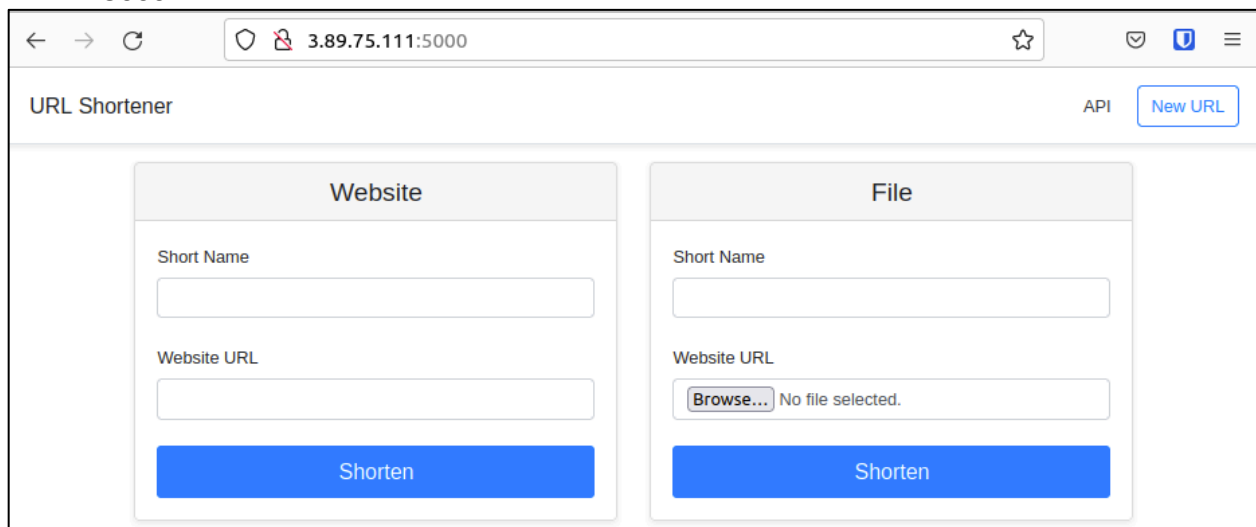 3.89.75.111:5000
URL Shortener API New URL
Website
Short Name
Website URL
Shorten
File
Short Name
Website URL
Browse... No file selected.
Shorten